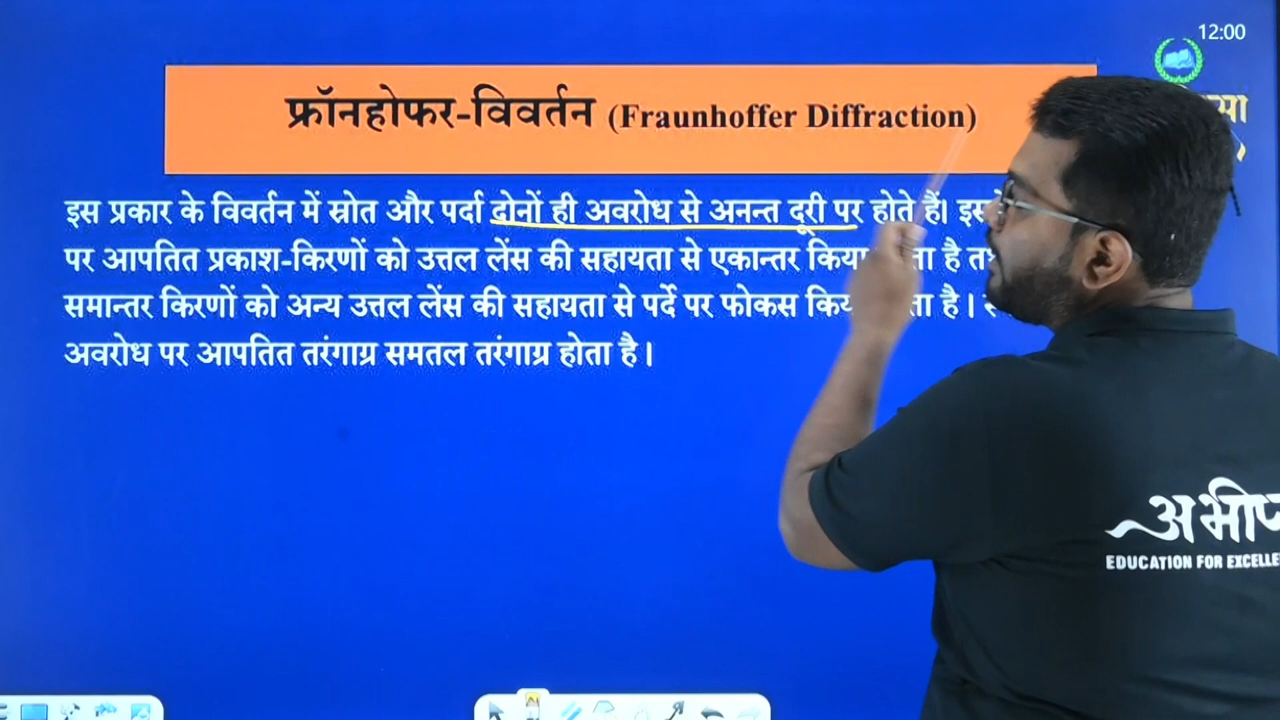 12:00
फ्रॉनहोफर-विवर्तन (Fraunhoffer Diffraction)
इस प्रकार के विवर्तन में स्रोत और पर्दा दोनों ही अवरोध से अनन्त दूरी पर होते हैं। इस
पर आपतित प्रकाश-किरणों को उत्तल लेंस की सहायता से एकान्तर किया है
समान्तर किरणों को अन्य उत्तल लेंस की सहायता से पर्दे पर फोकस है।
अवरोध पर आपतित तरंगाग्र समतल तरंगाग्र होता है।
EDUCATION FOR